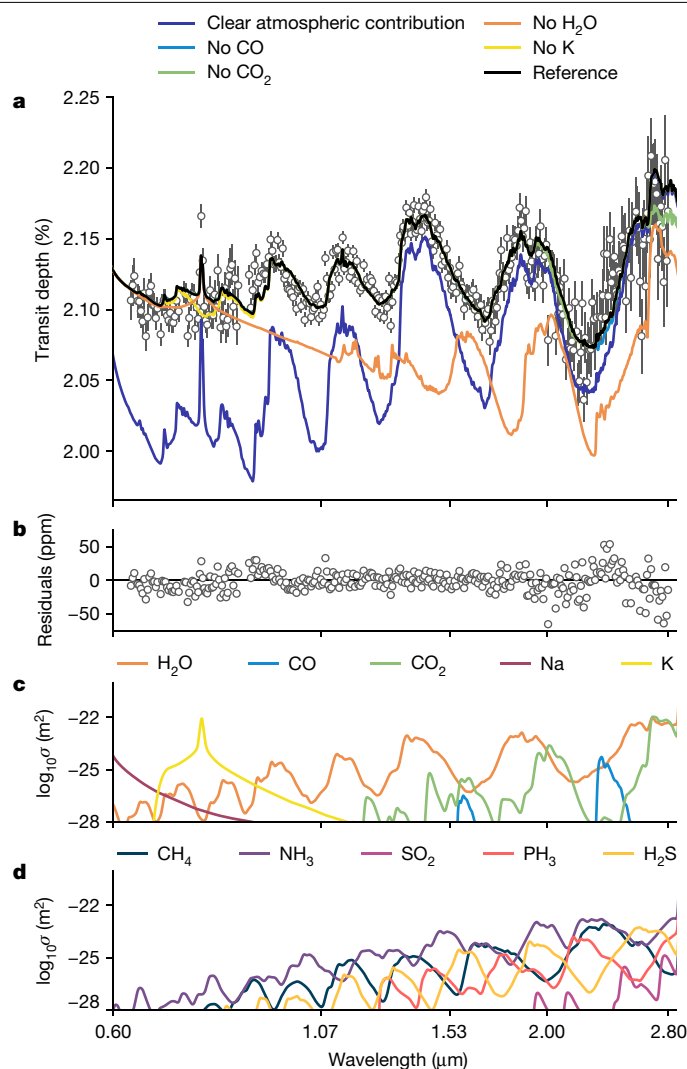 Clear atmospheric contribution
No H₂O
No CO
No K
No CO₂
Reference
a
2.25
2.20
2.15
2.10
2.05
2.00
Transit depth (%)
b
50
0
−50
Residuals (ppm)
H₂O CO CO₂ Na K
c
−22
−25
−28
log₁₀σ (m²)
CH₄ NH₃ SO₂ PH₃ H₂S
d
−22
−25
−28
log₁₀σ (m²)
0.60 1.07 1.53 2.00 2.80
Wavelength (μm)